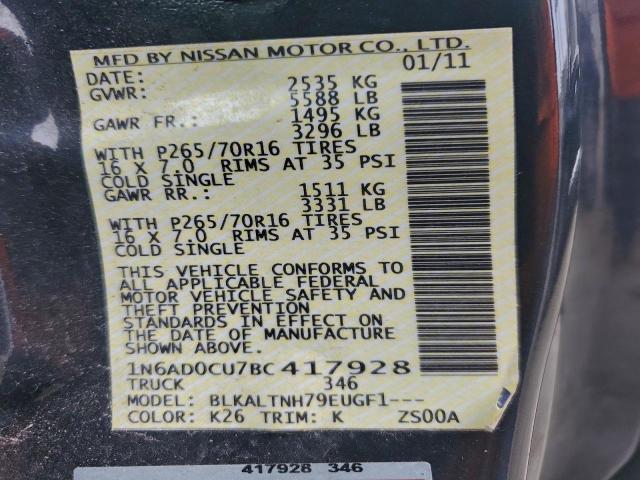 MFD BY NISSAN MOTOR CO., LTD.
DATE: 01/11
GVWR: 2535 KG
5588 LB
GAWR FR.: 1495 KG
3296 LB
WITH P265/70R16 TIRES
16 X 7.0 RIMS AT 35 PSI
COLD SINGLE
GAWR RR.: 1511 KG
3331 LB
WITH P265/70R16 TIRES
16 X 7.0 RIMS AT 35 PSI
COLD SINGLE
THIS VEHICLE CONFORMS TO
ALL APPLICABLE FEDERAL
MOTOR VEHICLE SAFETY AND
THEFT PREVENTION
STANDARDS IN EFFECT ON
THE DATE OF MANUFACTURE
SHOWN ABOVE.
1N6AD0CU7BC 417928
TRUCK 346
MODEL: BLKALTNH79EUGF1---
COLOR: K26 TRIM: K ZS00A
417928 346